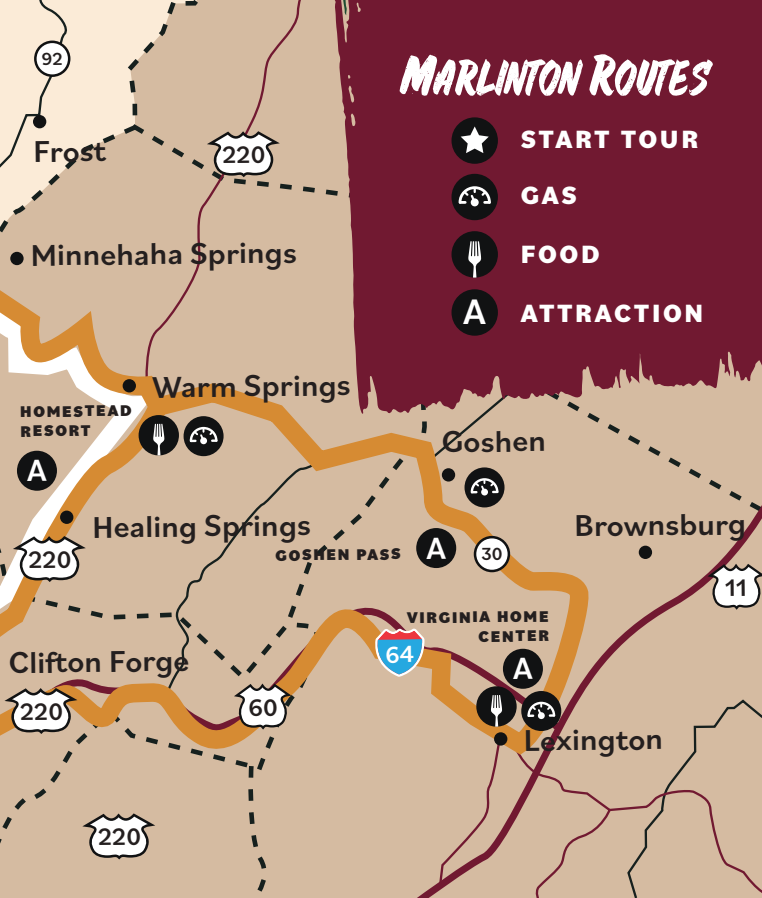 MARLINTON ROUTES
START TOUR
GAS
FOOD
A ATTRACTION
92
Frost
220
Minnehaha Springs
Warm Springs
HOMESTEAD
RESORT
A
Goshen
Healing Springs
220
GOSHEN PASS
A
30
Brownsburg
11
VIRGINIA HOME
CENTER
A
64
Clifton Forge
220
60
Lexington
220